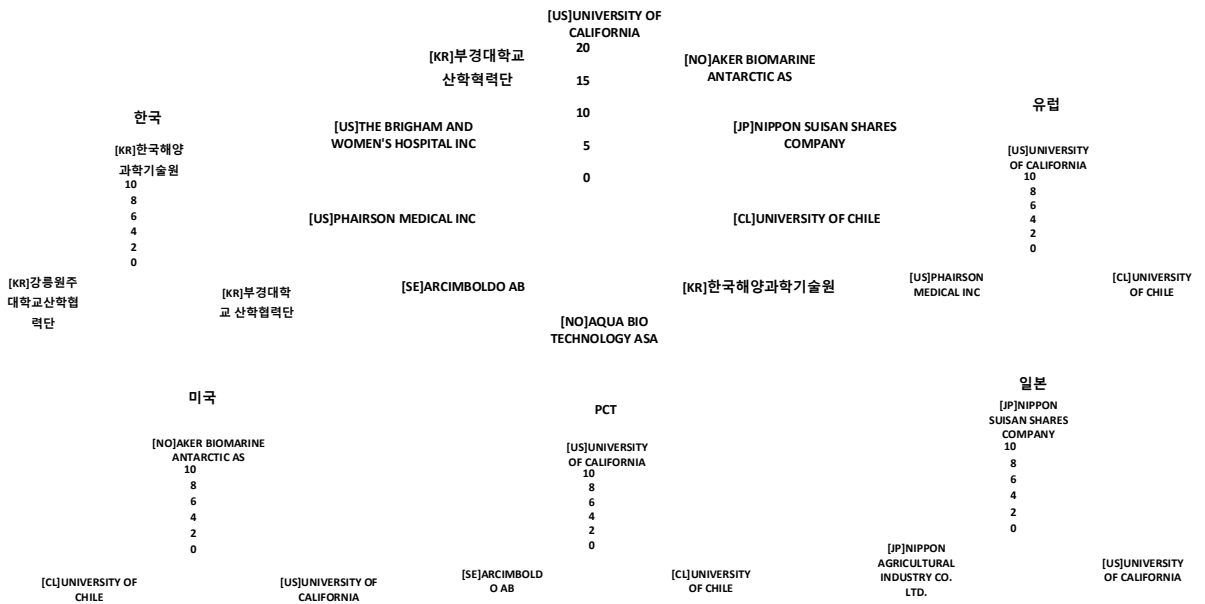 [US]UNIVERSITY OF
CALIFORNIA
20
15
10
5
0
[NO]AKER BIOMARINE
ANTARCTIC AS
[JP]NIPPON SUISAN SHARES
COMPANY
[CL]UNIVERSITY OF CHILE
[KR]한국해양과학기술원
[NO]AQUA BIO
TECHNOLOGY ASA
[SE]ARCIMBOLDO AB
[US]PHAIRSON MEDICAL INC
[US]THE BRIGHAM AND
WOMEN'S HOSPITAL INC
[KR]부경대학교
산학혁력단
한국
[KR]한국해양
과학기술원
10
8
6
4
2
0
[KR]강릉원주
대학교산학협
력단
[KR]부경대학
교 산학협력단
유럽
[US]UNIVERSITY
OF CALIFORNIA
10
8
6
4
2
0
[US]PHAIRSON
MEDICAL INC
[CL]UNIVERSITY
OF CHILE
미국
[NO]AKER BIOMARINE
ANTARCTIC AS
10
8
6
4
2
0
[CL]UNIVERSITY OF
CHILE
[US]UNIVERSITY OF
CALIFORNIA
PCT
[US]UNIVERSITY
OF CALIFORNIA
10
8
6
4
2
0
[SE]ARCIMBOLD
O AB
[CL]UNIVERSITY
OF CHILE
일본
[JP]NIPPON
SUISAN SHARES
COMPANY
10
8
6
4
2
0
[JP]NIPPON
AGRICULTURAL
INDUSTRY CO.
LTD.
[US]UNIVERSITY
OF CALIFORNIA